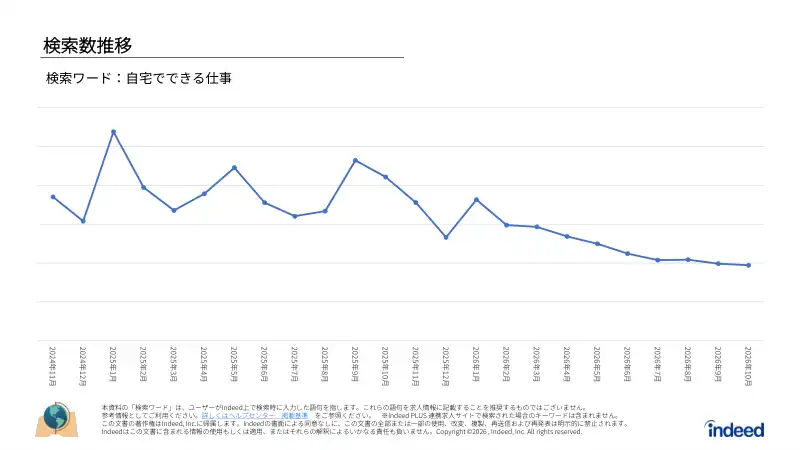 検索数推移
検索ワード：自宅でできる仕事
2024年11月
2024年12月
2025年1月
2025年2月
2025年3月
2025年4月
2025年5月
2025年6月
2025年7月
2025年8月
2025年9月
2025年10月
2025年11月
2025年12月
2026年1月
2026年2月
2026年3月
2026年4月
2026年5月
2026年6月
2026年7月
2026年8月
2026年9月
2026年10月
本資料の「検索ワード」は、ユーザーがIndeed上で検索時に入力した語句を指します。これらの語句を求人情報に記載することを推奨するものではございません。
参考情報としてご利用ください。詳しくはヘルプセンター 掲載基準 をご参照ください。 ※Indeed PLUS 連携求人サイトで検索された場合のキーワードは含まれません。
この文書の著作権はIndeed, Inc.に帰属します。Indeedの書面による同意なしに、この文書の全部または一部の使用、改変、複製、再送信および再発表は明示的に禁止されます。
Indeedはこの文書に含まれる情報の使用もしくは適用、またはそれらの解釈によるいかなる責任も負いません。Copyright ©2026 , Indeed, Inc. All rights reserved.
indeed